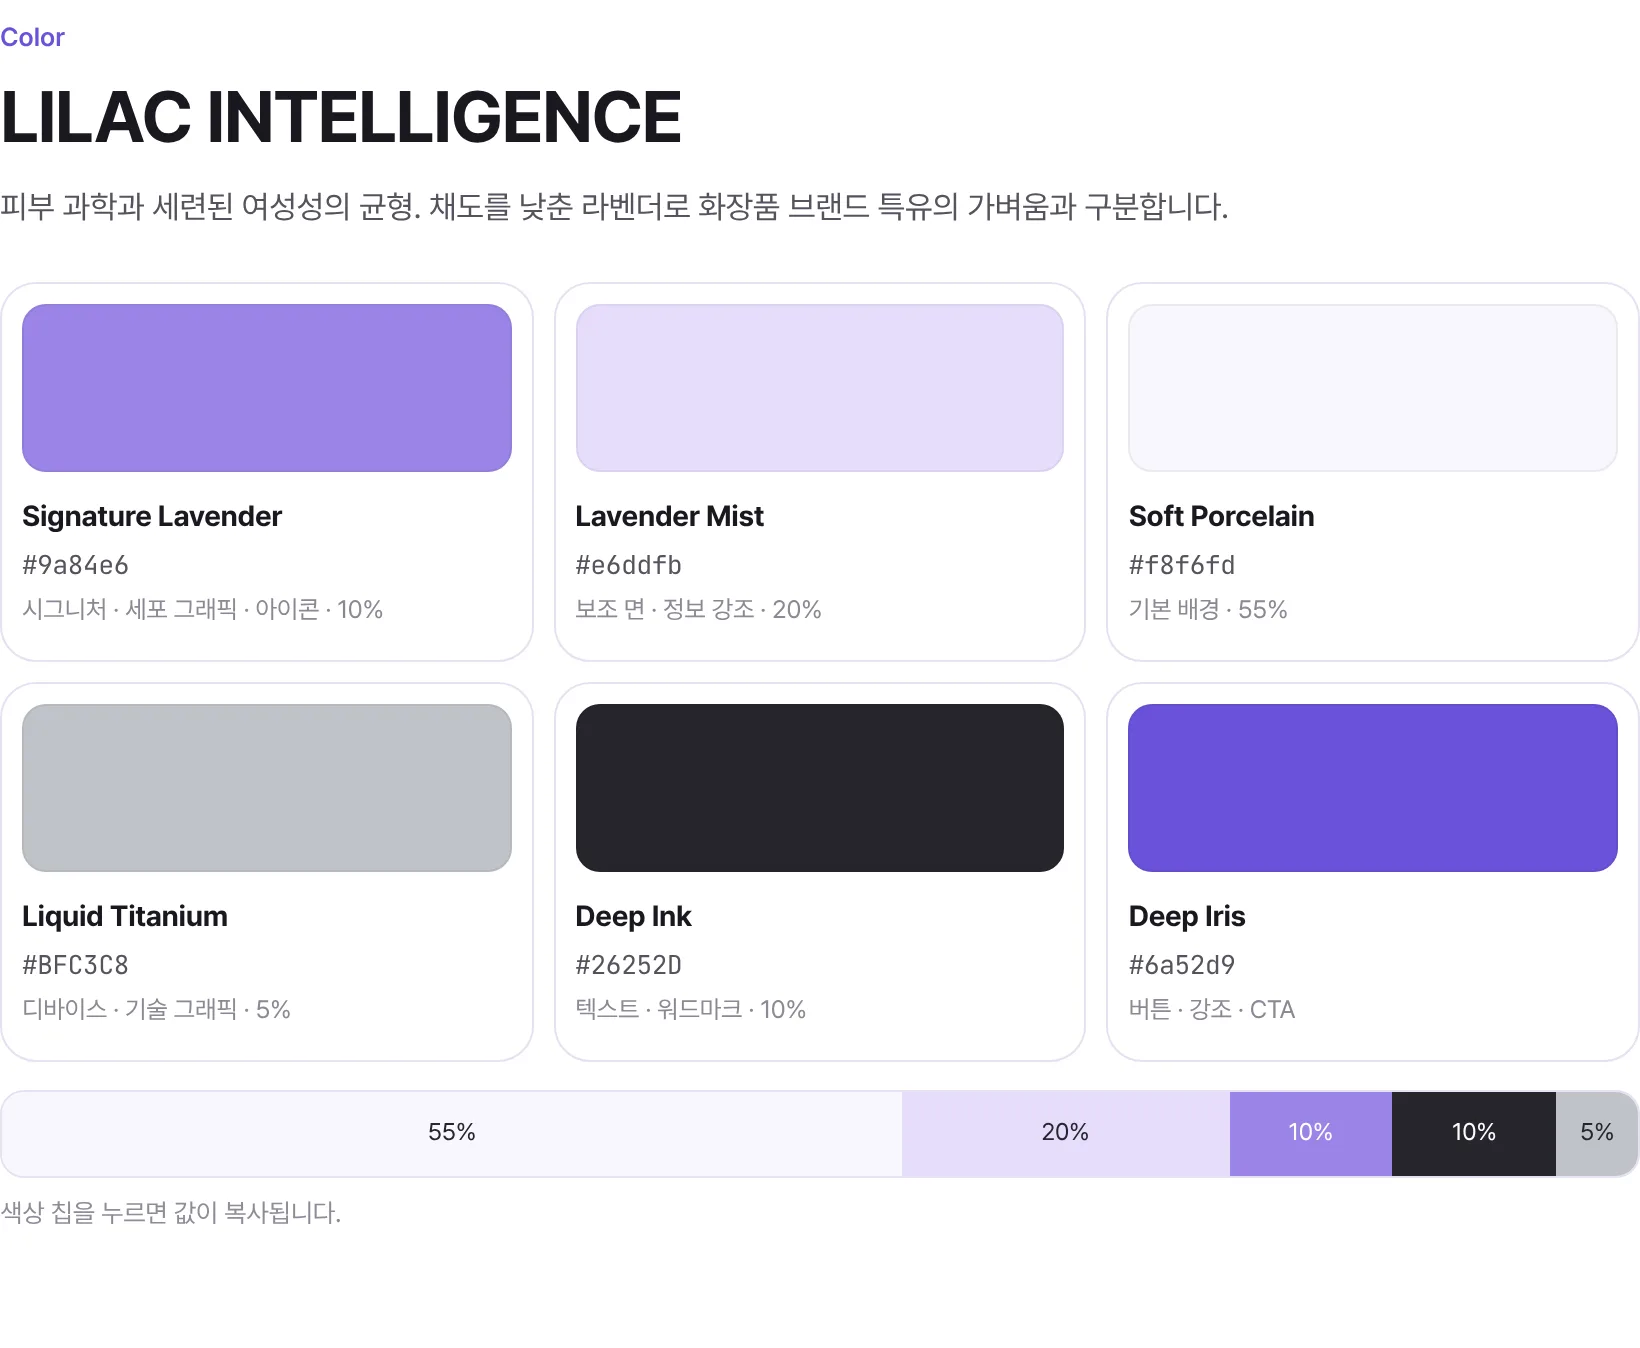 Color
LILAC INTELLIGENCE
피부 과학과 세련된 여성성의 균형. 채도를 낮춘 라벤더로 화장품 브랜드 특유의 가벼움과 구분합니다.
Signature Lavender
#9a84e6
시그니처 · 세포 그래픽 · 아이콘 · 10%
Lavender Mist
#e6ddfb
보조 면 · 정보 강조 · 20%
Soft Porcelain
#f8f6fd
기본 배경 · 55%
Liquid Titanium
#BFC3C8
디바이스 · 기술 그래픽 · 5%
Deep Ink
#26252D
텍스트 · 워드마크 · 10%
Deep Iris
#6a52d9
버튼 · 강조 · CTA
55%
20%
10%
10%
5%
색상 칩을 누르면 값이 복사됩니다.